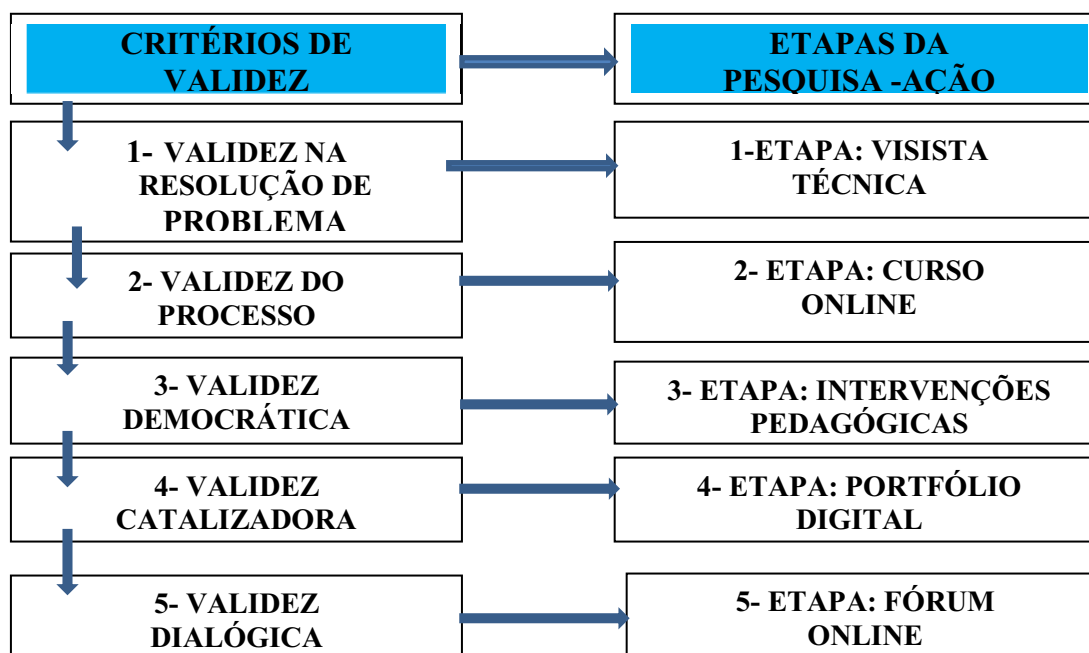 CRITÉRIOS DE
VALIDEZ
ETAPAS DA
PESQUISA -AÇÃO
1- VALIDEZ NA
RESOLUÇÃO DE
PROBLEMA
1-ETAPA: VISISTA
TÉCNICA
2- VALIDEZ DO
PROCESSO
2- ETAPA: CURSO
ONLINE
3- VALIDEZ
DEMOCRÁTICA
3- ETAPA: INTERVENÇÕES
PEDAGÓGICAS
4- VALIDEZ
CATALIZADORA
4- ETAPA: PORTFÓLIO
DIGITAL
5- VALIDEZ
DIALÓGICA
5- ETAPA: FÓRUM
ONLINE